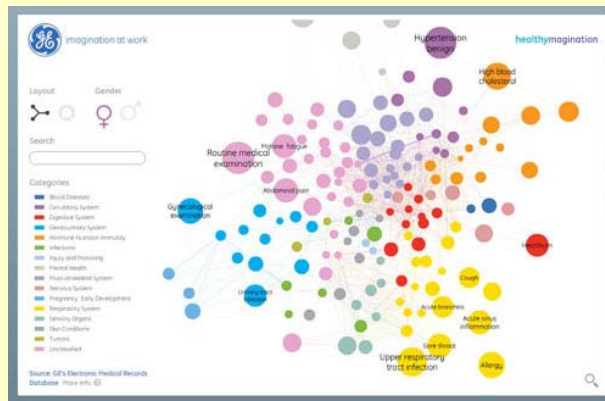 GE
imagination at work
healthymagination
Layout
Gender
Search
Categories
Blood Diseases
Circulatory System
Digestive System
Genitourinary System
Hormone Nutrition Immunity
Infections
Injury and Poisoning
Mental Health
Musculoskeletal System
Nervous System
Pregnancy, Early Development
Respiratory System
Sensory Organs
Skin Conditions
Tumors
Unclassified
Source: GE's Electronic Medical Records
Database More Info
Hypertension
benign
High blood
cholesterol
Malaise fatigue
Routine medical
examination
Abdominal pain
Gynecological
examination
Urinary tract
infection
Heartburn
Cough
Acute bronchitis
Acute sinus
inflammation
Sore throat
Upper respiratory
tract infection
Allergy